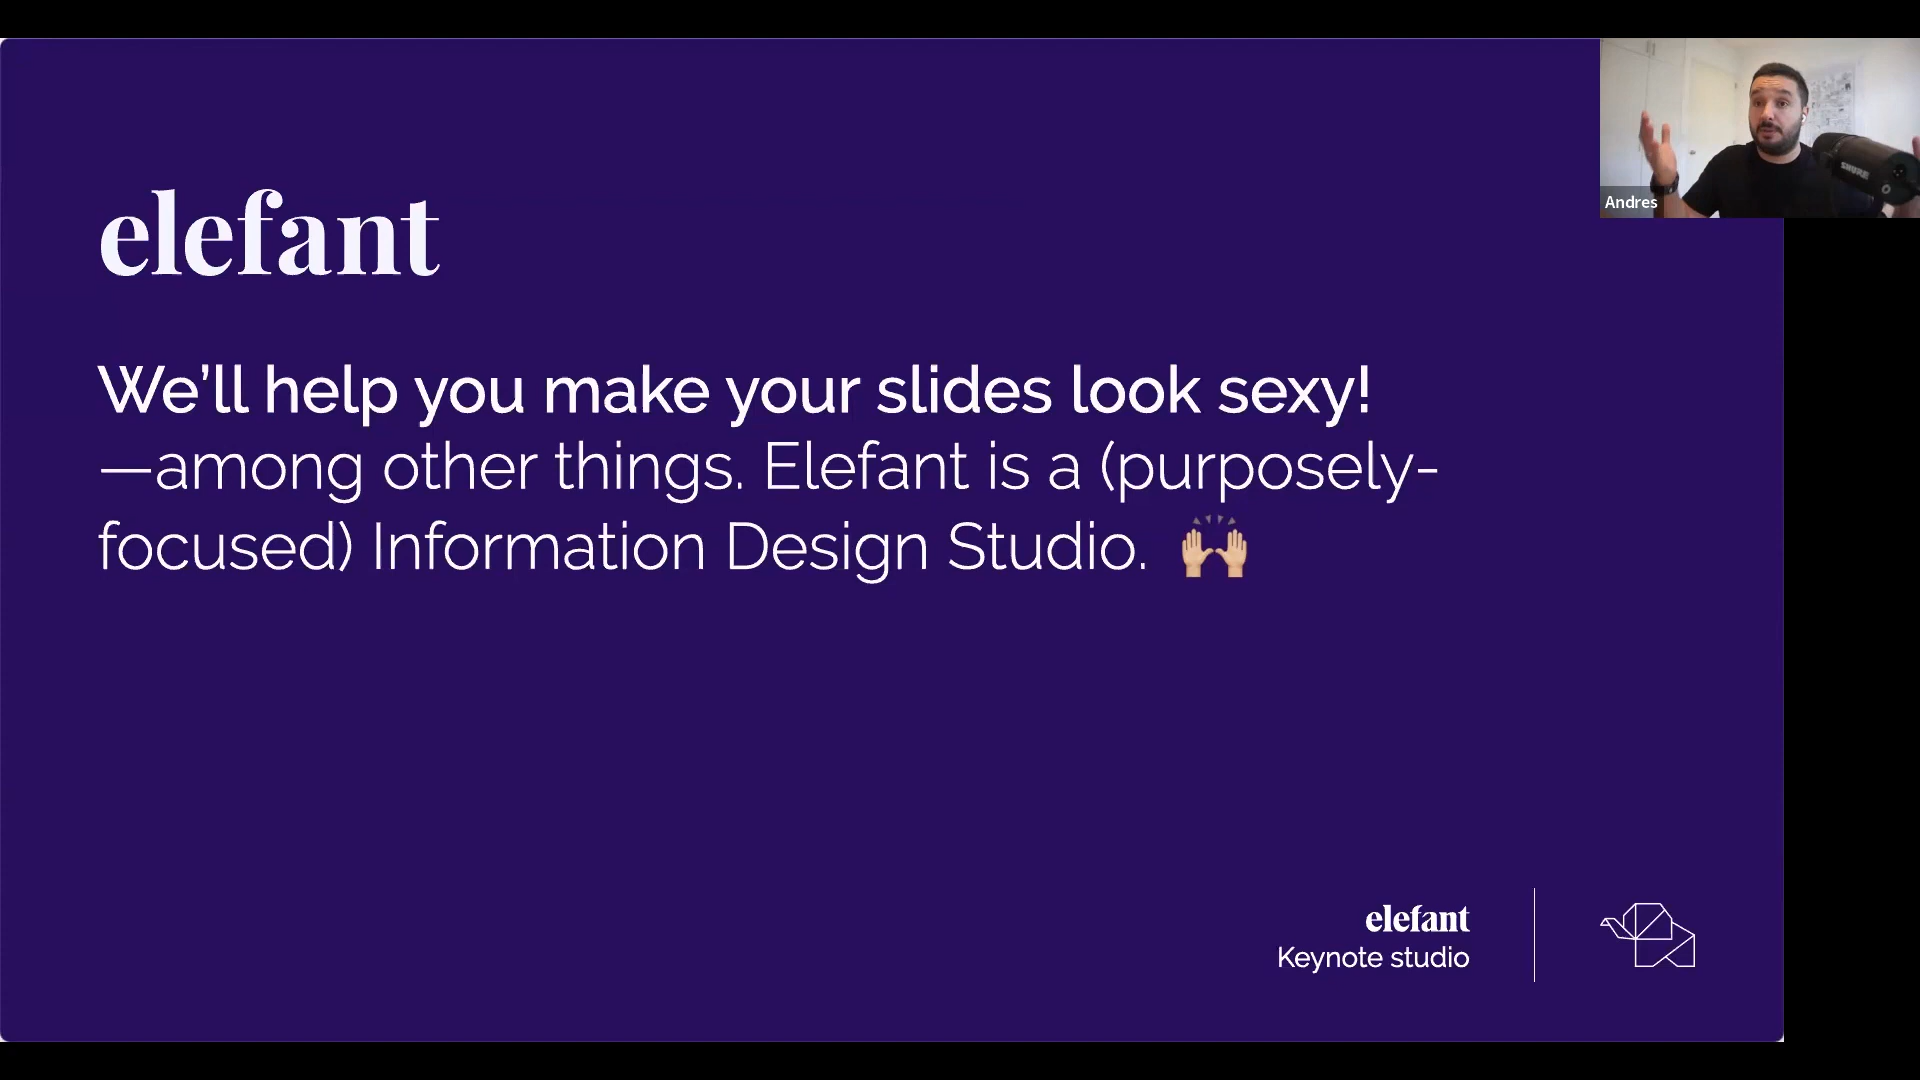 elefant
We’ll help you make your slides look sexy!
—among other things. Elefant is a (purposely-
focused) Information Design Studio. 🙌🏼
elefant
Keynote studio
Andres
SHURE